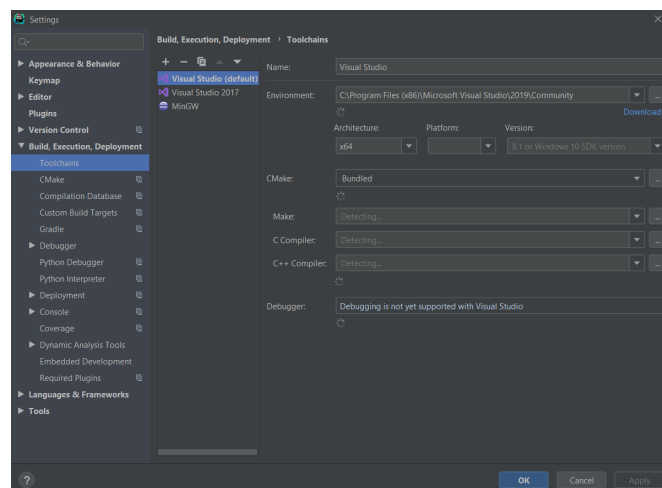 Settings
Build, Execution, Deployment › Toolchains
Appearance & Behavior
Keymap
Editor
Plugins
Version Control
Build, Execution, Deployment
Toolchains
CMake
Compilation Database
Custom Build Targets
Gradle
Debugger
Python Debugger
Python Interpreter
Deployment
Console
Coverage
Dynamic Analysis Tools
Embedded Development
Required Plugins
Languages & Frameworks
Tools
Visual Studio (default)
Visual Studio 2017
MinGW
Name: Visual Studio
Environment: C:\Program Files (x86)\Microsoft Visual Studio\2019\Community
Download
Architecture: Platform: Version:
x64 8.1 or Windows 10 SDK version
CMake: Bundled
Make: Detecting...
C Compiler: Detecting...
C++ Compiler: Detecting...
Debugger: Debugging is not yet supported with Visual Studio
? OK Cancel Apply